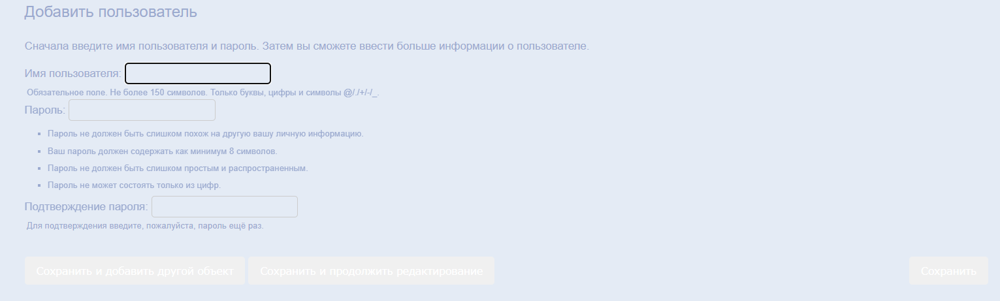 Добавить пользователь
Сначала введите имя пользователя и пароль. Затем вы сможете ввести больше информации о пользователе.
Имя пользователя:
Обязательное поле. Не более 150 символов. Только буквы, цифры и символы @/./+/-/_.
Пароль:
Пароль не должен быть слишком похож на другую вашу личную информацию.
Ваш пароль должен содержать как минимум 8 символов.
Пароль не должен быть слишком простым и распространенным.
Пароль не может состоять только из цифр.
Подтверждение пароля:
Для подтверждения введите, пожалуйста, пароль ещё раз.
Сохранить и добавить другой объект Сохранить и продолжить редактирование Сохранить